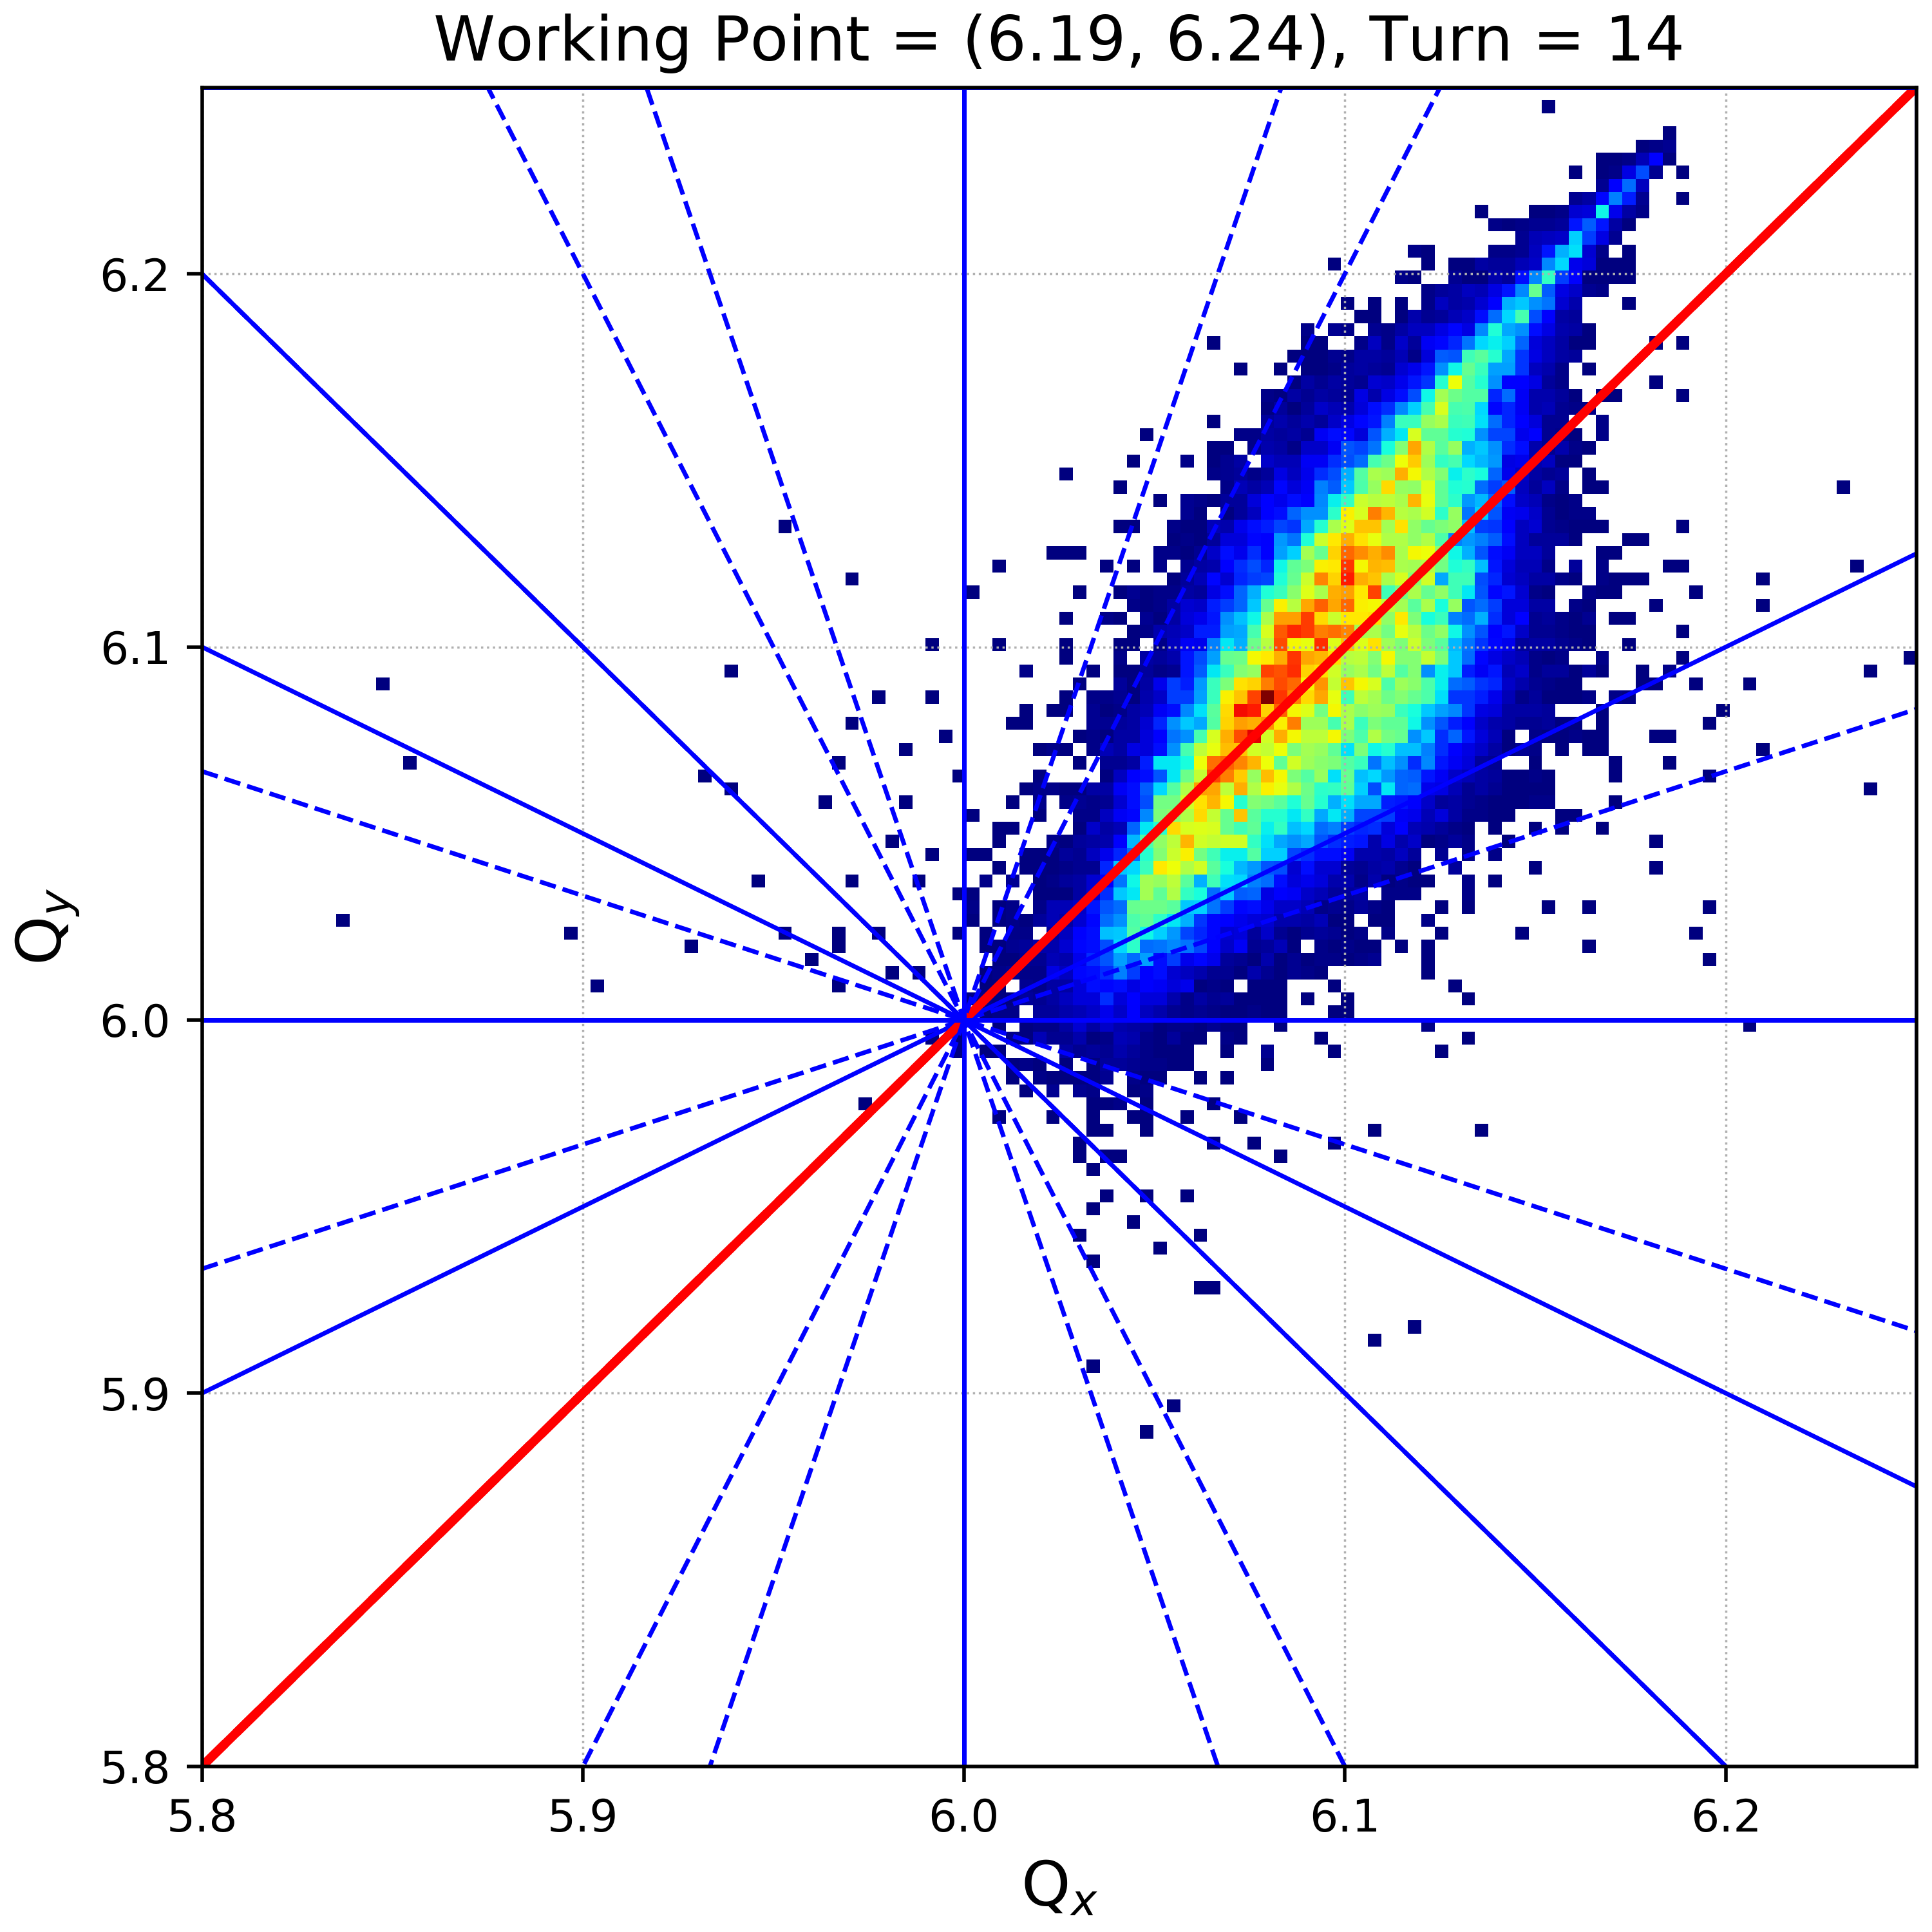 Working Point = (6.19, 6.24), Turn = 14
6.2
6.1
6.0
5.9
5.8
Qy
5.8 5.9 6.0 6.1 6.2
Qx